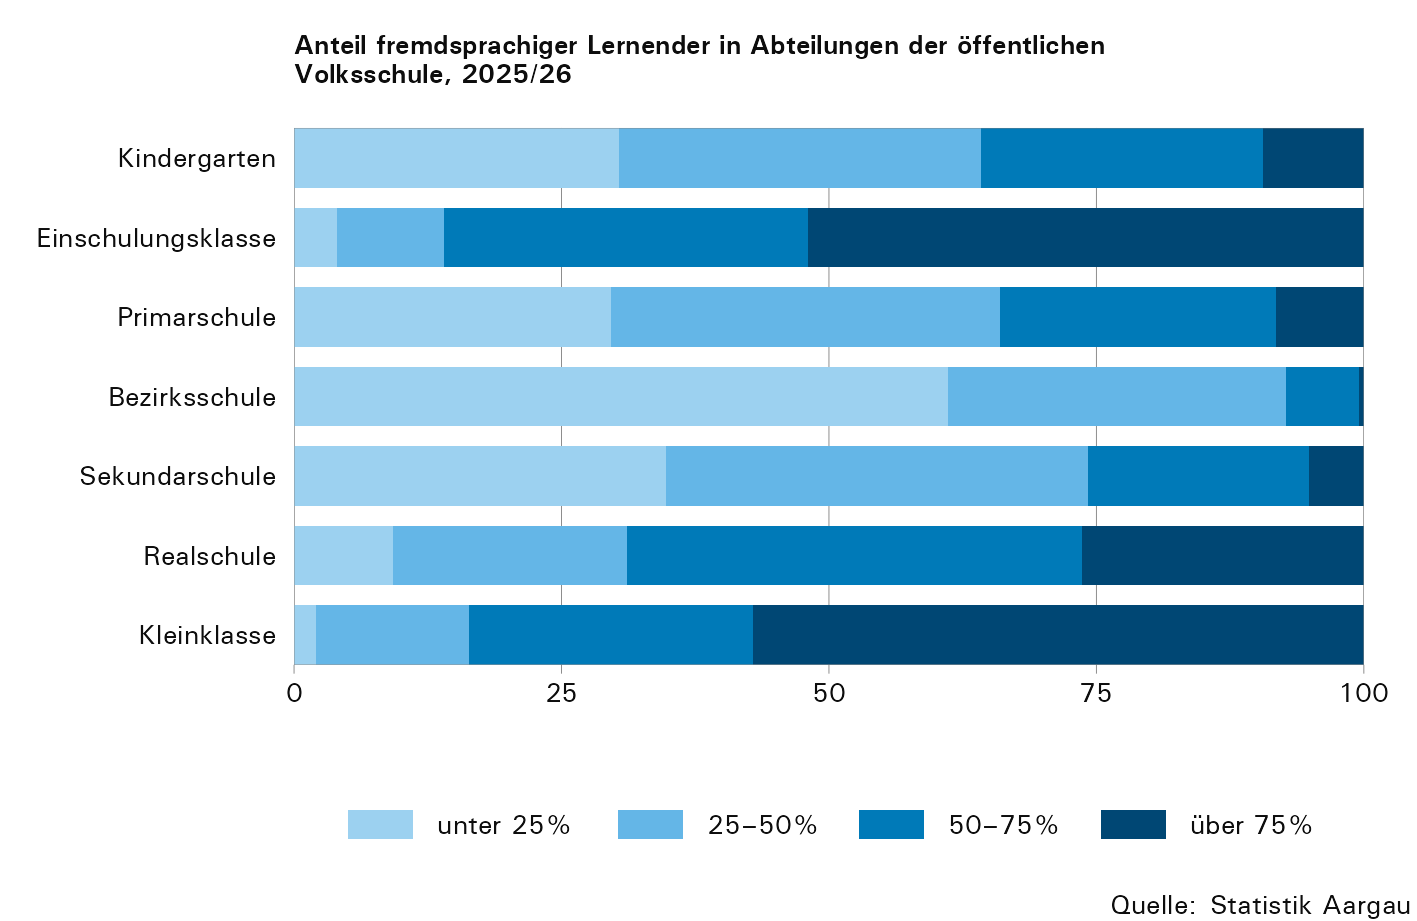 Anteil fremdsprachiger Lernender in Abteilungen der öffentlichen
Volksschule, 2025/26
Kindergarten
Einschulungsklasse
Primarschule
Bezirksschule
Sekundarschule
Realschule
Kleinklasse
0 25 50 75 100
unter 25% 25–50% 50–75% über 75%
Quelle: Statistik Aargau